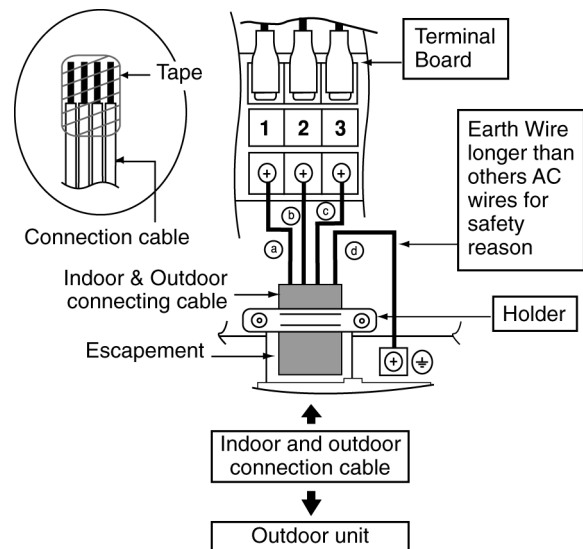 Tape
Connection cable
Terminal
Board
1 2 3
Earth Wire
longer than
others AC
wires for
safety
reason
a
b
c
d
Indoor & Outdoor
connecting cable
Holder
Escapement
Indoor and outdoor
connection cable
Outdoor unit